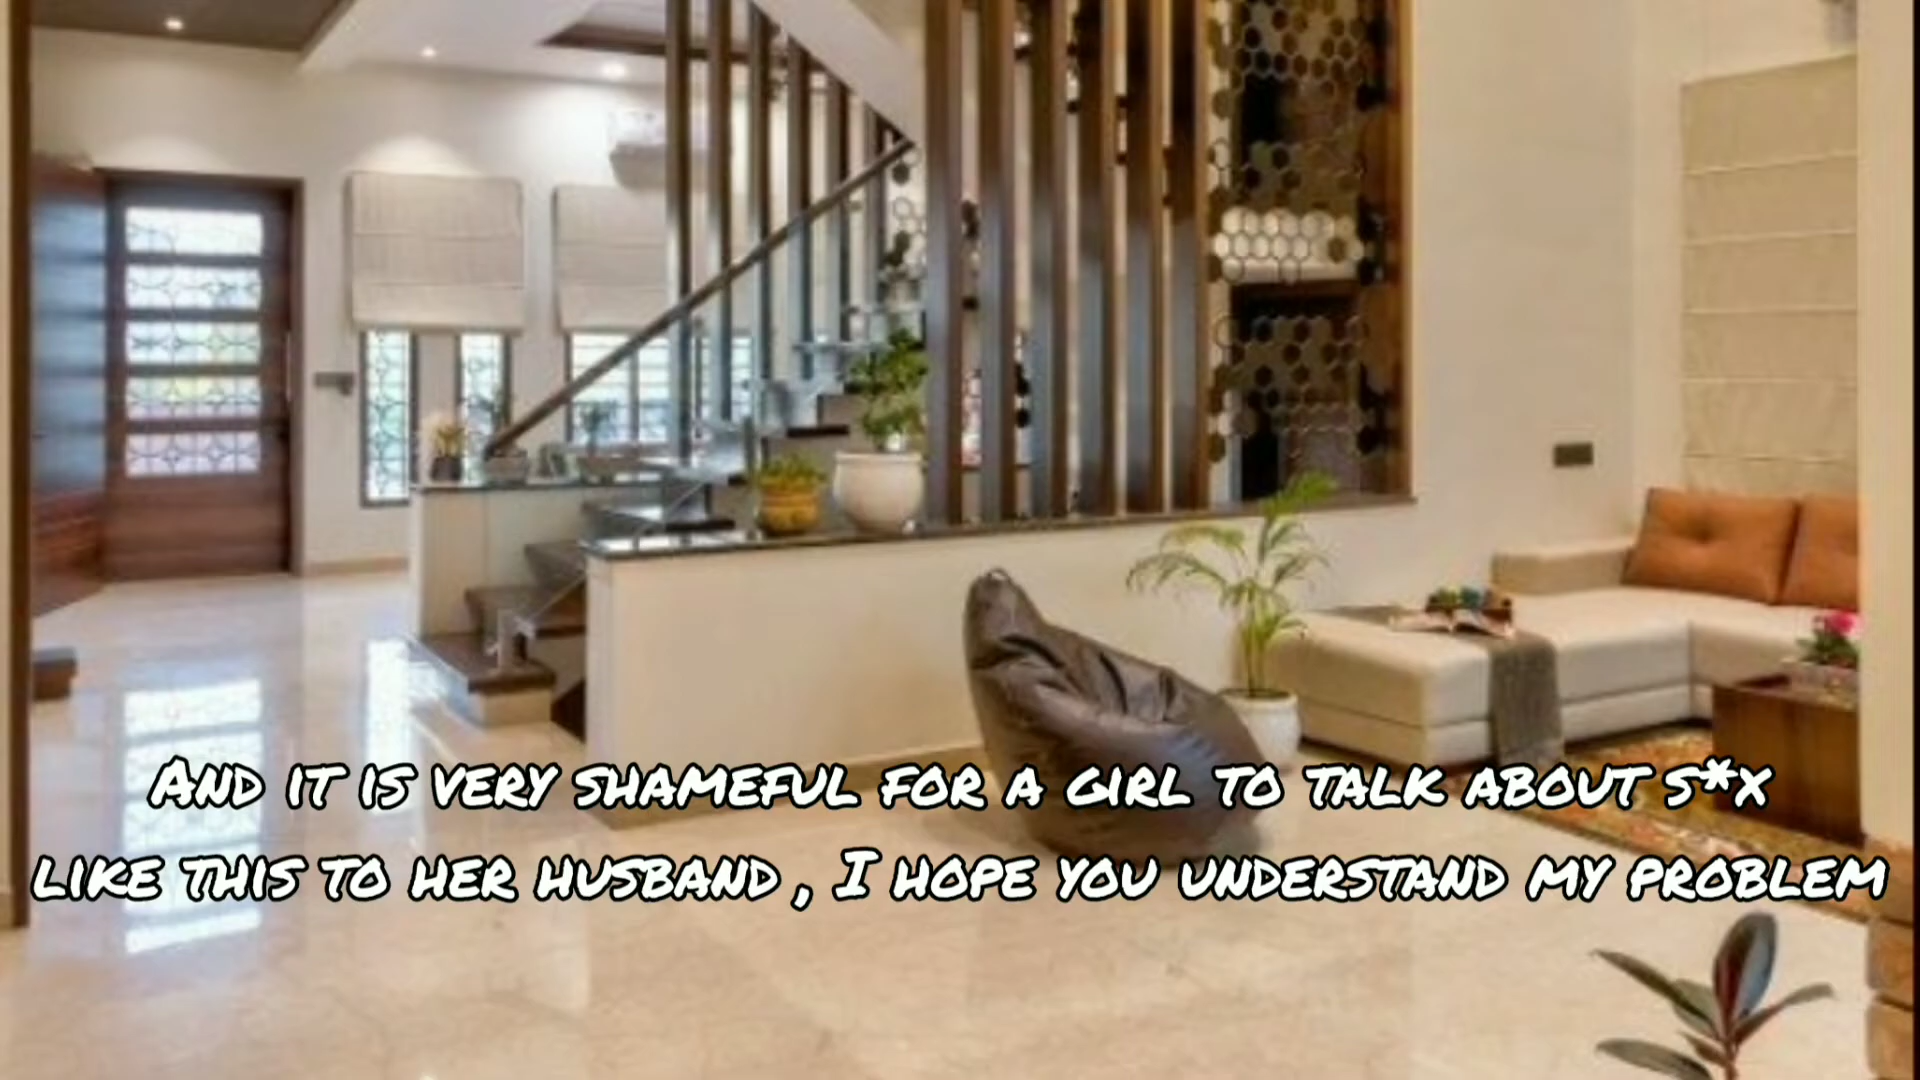 And it is very shameful for a girl to talk about s*x
like this to her husband , I hope you understand my problem